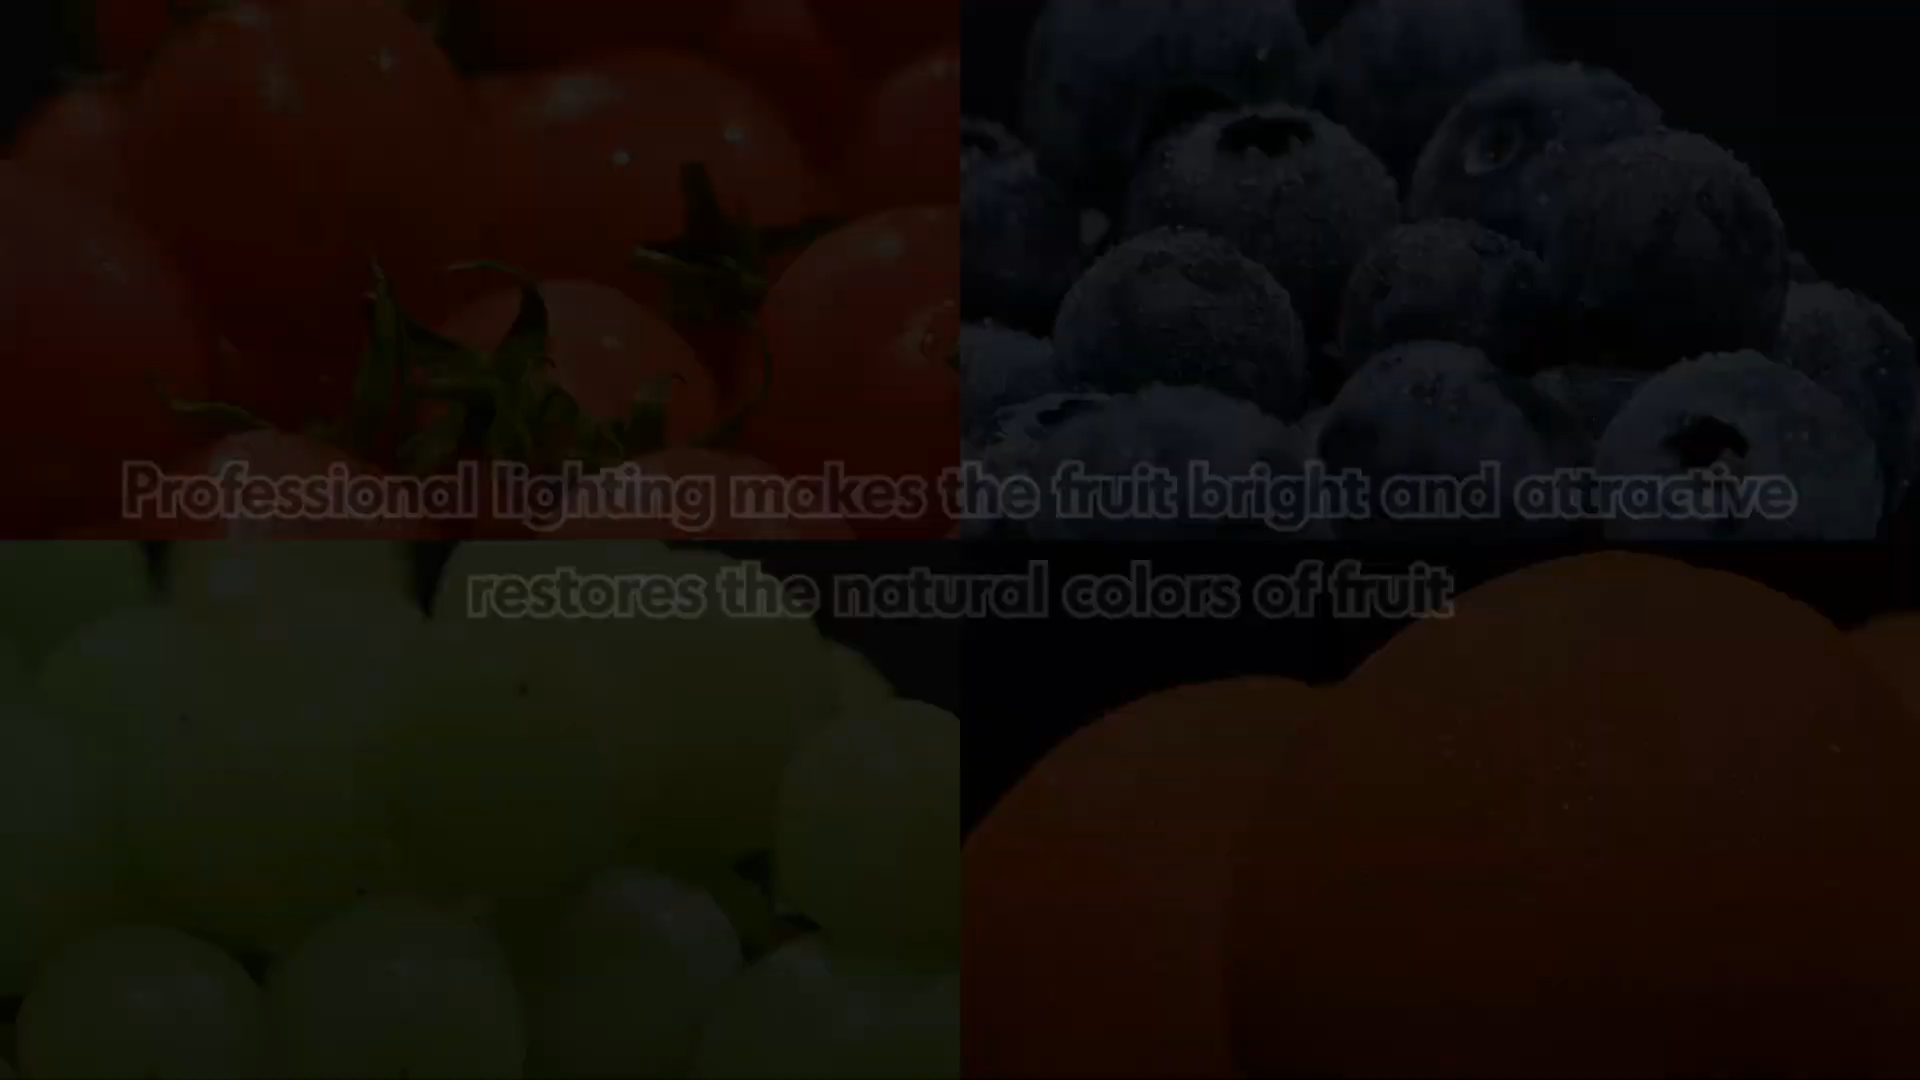 Professional lighting makes the fruit bright and attractive
restores the natural colors of fruit